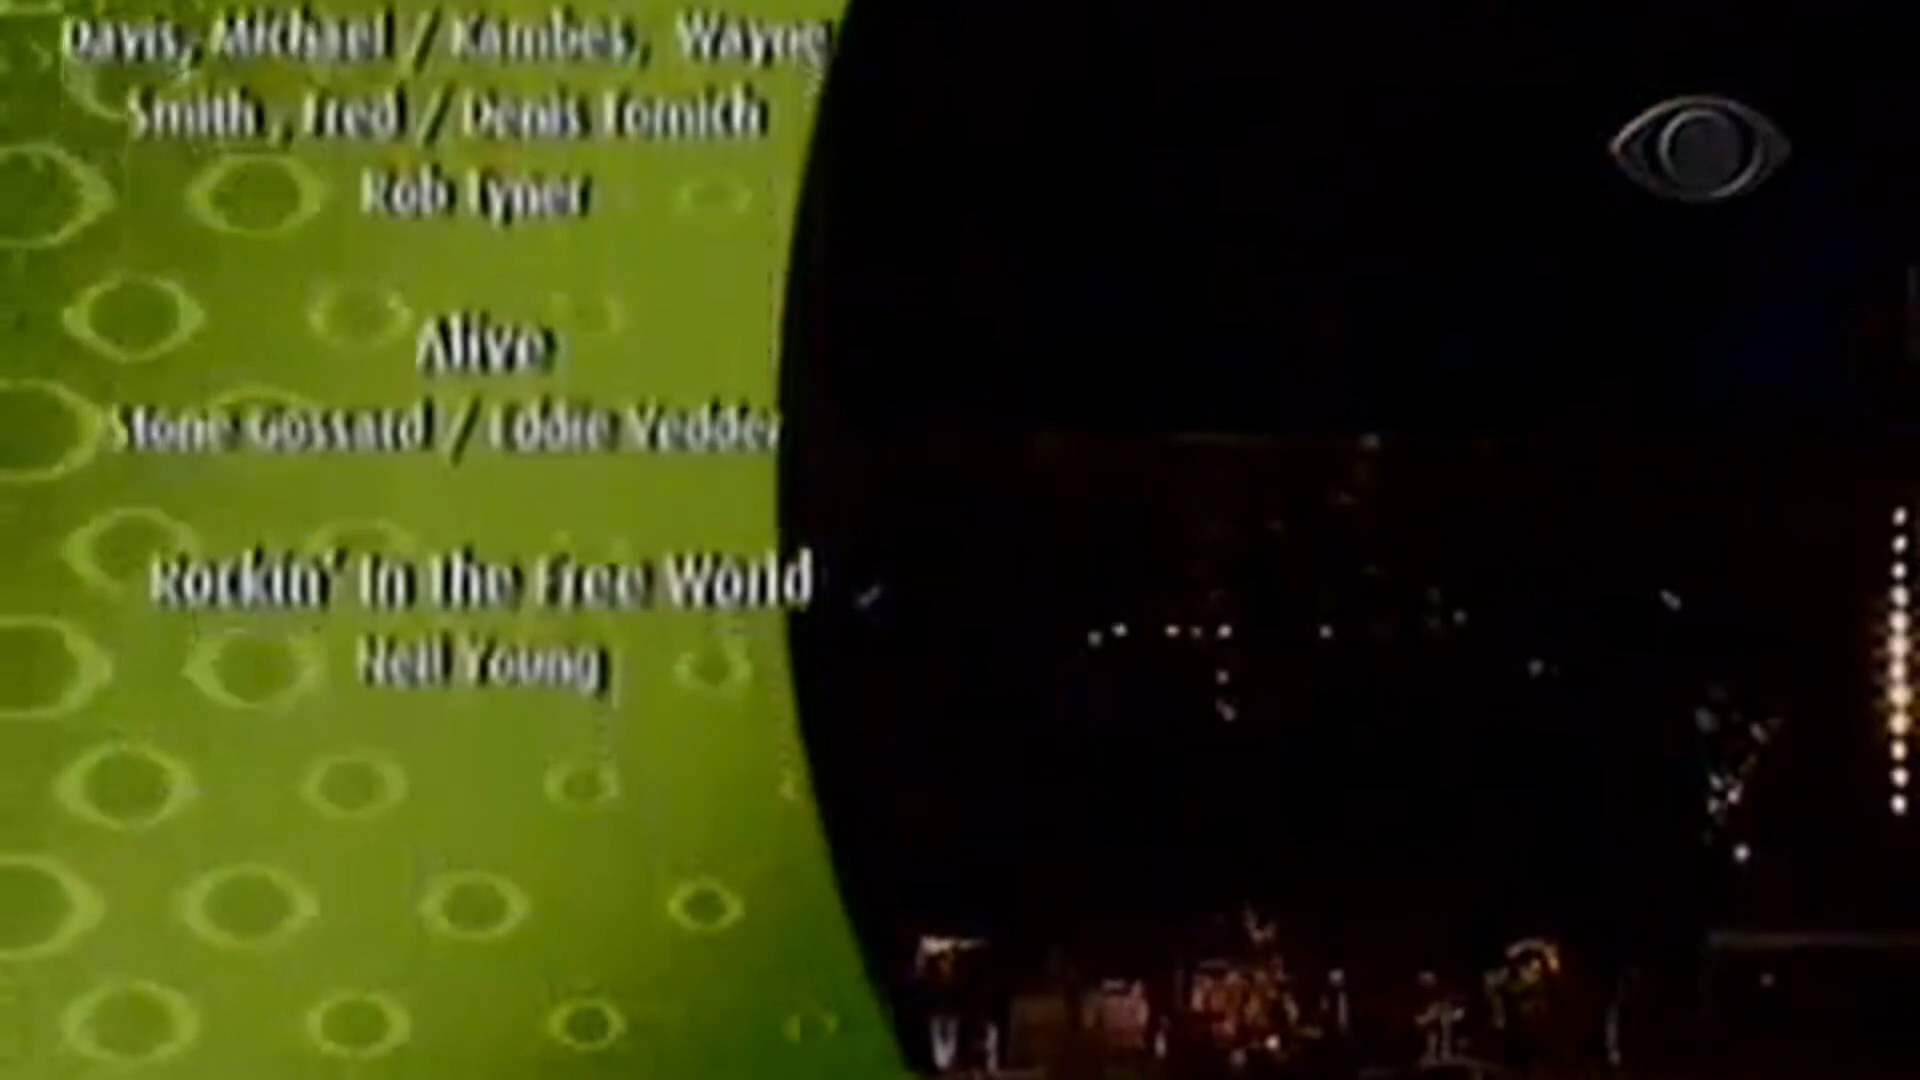 Davis, Michael / Kambes, Wayne
Smith , Fred / Denis Tomich
Rob Tyner
Alive
Stone Gossard / Eddie Vedder
Rockin' In The Free World
Neil Young